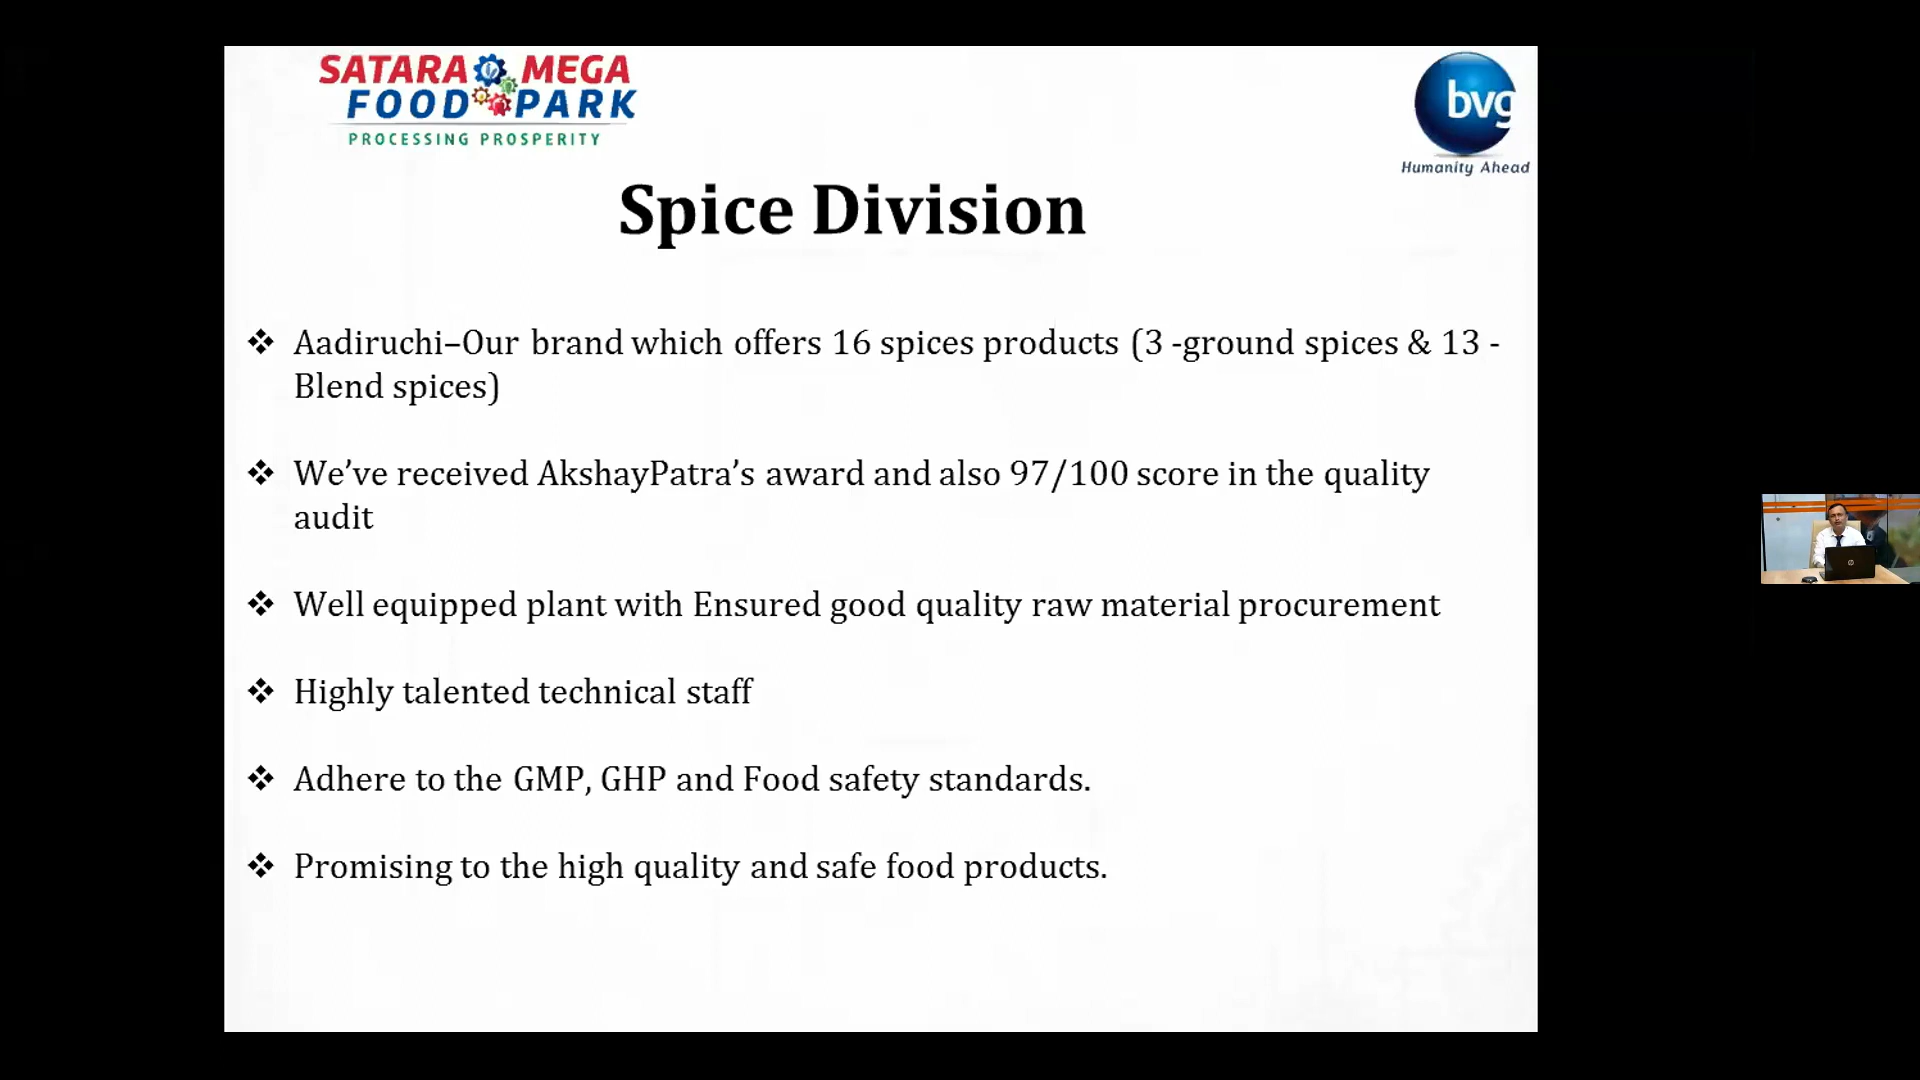 SATARA MEGA
FOOD PARK
PROCESSING PROSPERITY
bvg
Humanity Ahead
Spice Division
❖ Aadiruchi–Our brand which offers 16 spices products (3 -ground spices & 13 -
Blend spices)
❖ We’ve received AkshayPatra’s award and also 97/100 score in the quality
audit
❖ Well equipped plant with Ensured good quality raw material procurement
❖ Highly talented technical staff
❖ Adhere to the GMP, GHP and Food safety standards.
❖ Promising to the high quality and safe food products.